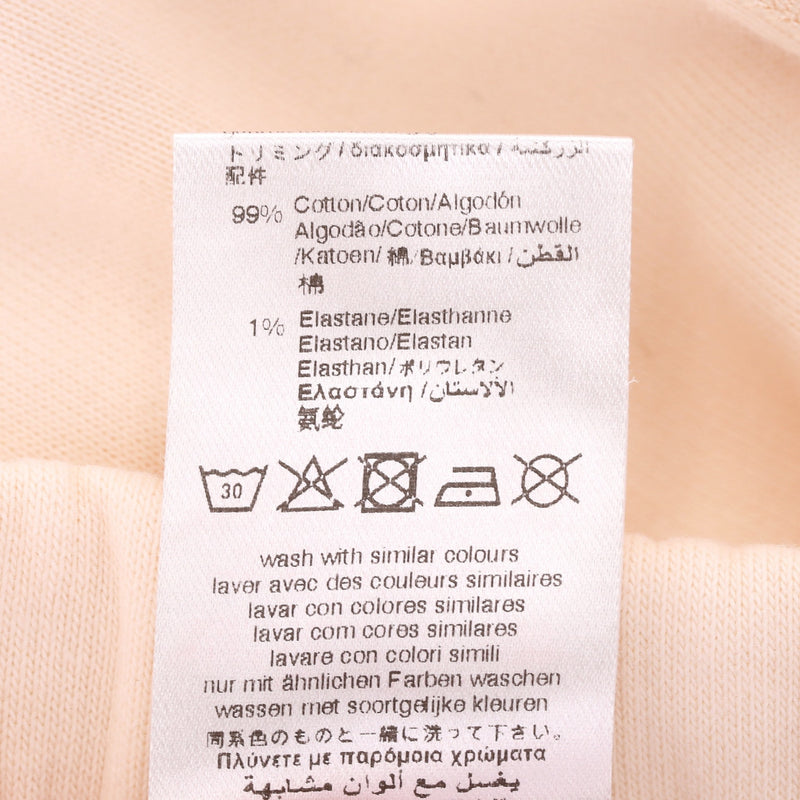 トリミング / διακοσμητικά / الزركشة
配件
99% Cotton/Coton/Algodón
Algodão/Cotone/Baumwolle
/Katoen/ 綿/Βαμβάκι / القطن
棉
1% Elastane/Elasthanne
Elastano/Elastan
Elasthan/ポリウレタン
Ελαστάνη /الألاستان
氨纶
30
wash with similar colours
laver avec des couleurs similaires
lavar con colores similares
lavar com cores similares
lavare con colori simili
nur mit ähnlichen Farben waschen
wassen met soortgelijke kleuren
同系色のものと一緒に洗って下さい。
Πλύνετε με παρόμοια χρώματα
يغسل مع ألوان مشابهة